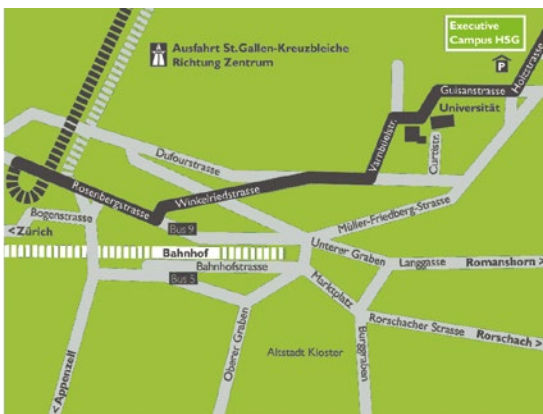 Executive
Campus HSG
P
Ausfahrt St.Gallen-Kreuzbleiche
Richtung Zentrum
Holzstrasse
Guisanstrasse
Universität
Varnbüelstr.
Curtistr.
Dufourstrasse
Rosenbergstrasse
Winkelriedstrasse
Müller-Friedberg-Strasse
Bogenstrasse
<Zürich
Bus 9
Bahnhof
Unterer Graben
Langgasse
Romanshorn >
Bahnhofstrasse
Bus 5
Marktplatz
Rorschacher Strasse
Rorschach >
Oberer Graben
Altstadt Kloster
Burggraben
<Appenzell